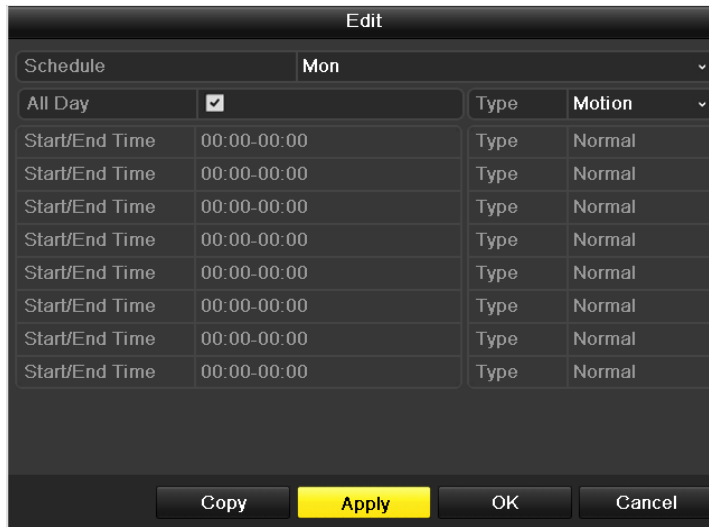 Edit
Schedule Mon
All Day Type Motion
Start/End Time 00:00-00:00 Type Normal
Start/End Time 00:00-00:00 Type Normal
Start/End Time 00:00-00:00 Type Normal
Start/End Time 00:00-00:00 Type Normal
Start/End Time 00:00-00:00 Type Normal
Start/End Time 00:00-00:00 Type Normal
Start/End Time 00:00-00:00 Type Normal
Start/End Time 00:00-00:00 Type Normal
Copy Apply OK Cancel